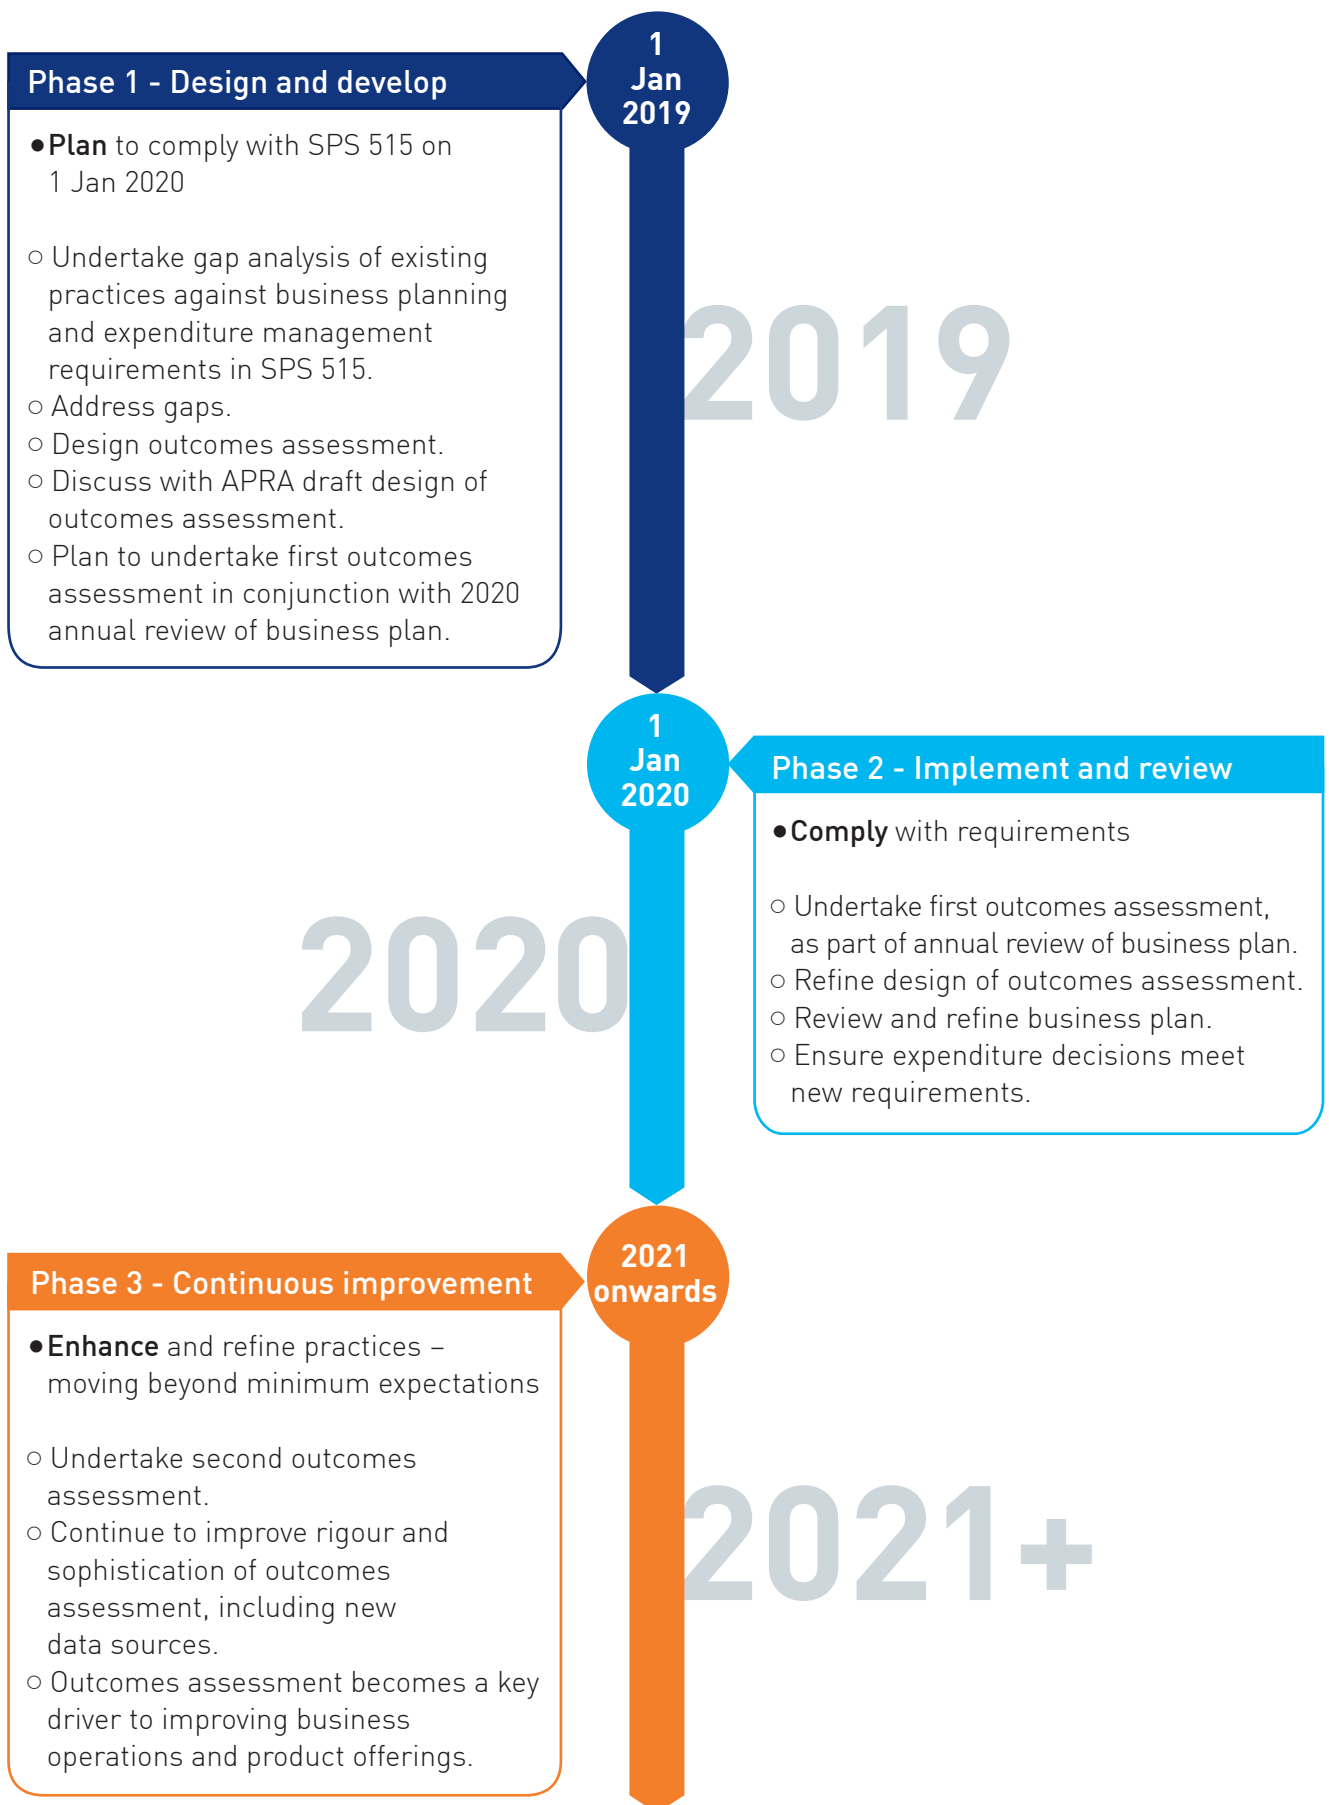 1
Jan
2019
Phase 1 - Design and develop
●Plan to comply with SPS 515 on
1 Jan 2020
○ Undertake gap analysis of existing
practices against business planning
and expenditure management
requirements in SPS 515.
○ Address gaps.
○ Design outcomes assessment.
○ Discuss with APRA draft design of
outcomes assessment.
○ Plan to undertake first outcomes
assessment in conjunction with 2020
annual review of business plan.
2019
1
Jan
2020
Phase 2 - Implement and review
●Comply with requirements
○ Undertake first outcomes assessment,
as part of annual review of business plan.
○ Refine design of outcomes assessment.
○ Review and refine business plan.
○ Ensure expenditure decisions meet
new requirements.
2020
2021
onwards
Phase 3 - Continuous improvement
●Enhance and refine practices –
moving beyond minimum expectations
○ Undertake second outcomes
assessment.
○ Continue to improve rigour and
sophistication of outcomes
assessment, including new
data sources.
○ Outcomes assessment becomes a key
driver to improving business
operations and product offerings.
2021+